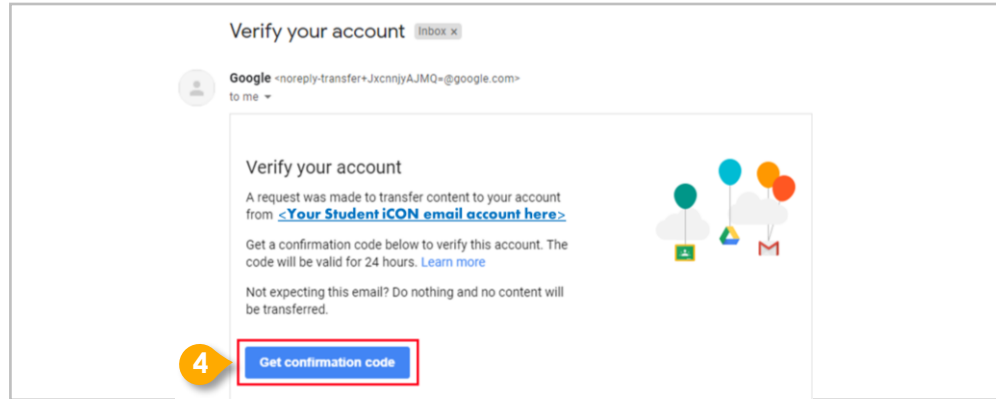 Verify your account Inbox x
Google <noreply-transfer+JxcnnjyAJMQ=@google.com>
to me
Verify your account
A request was made to transfer content to your account
from <Your Student iCON email account here>
Get a confirmation code below to verify this account. The
code will be valid for 24 hours. Learn more
Not expecting this email? Do nothing and no content will
be transferred.
4 Get confirmation code